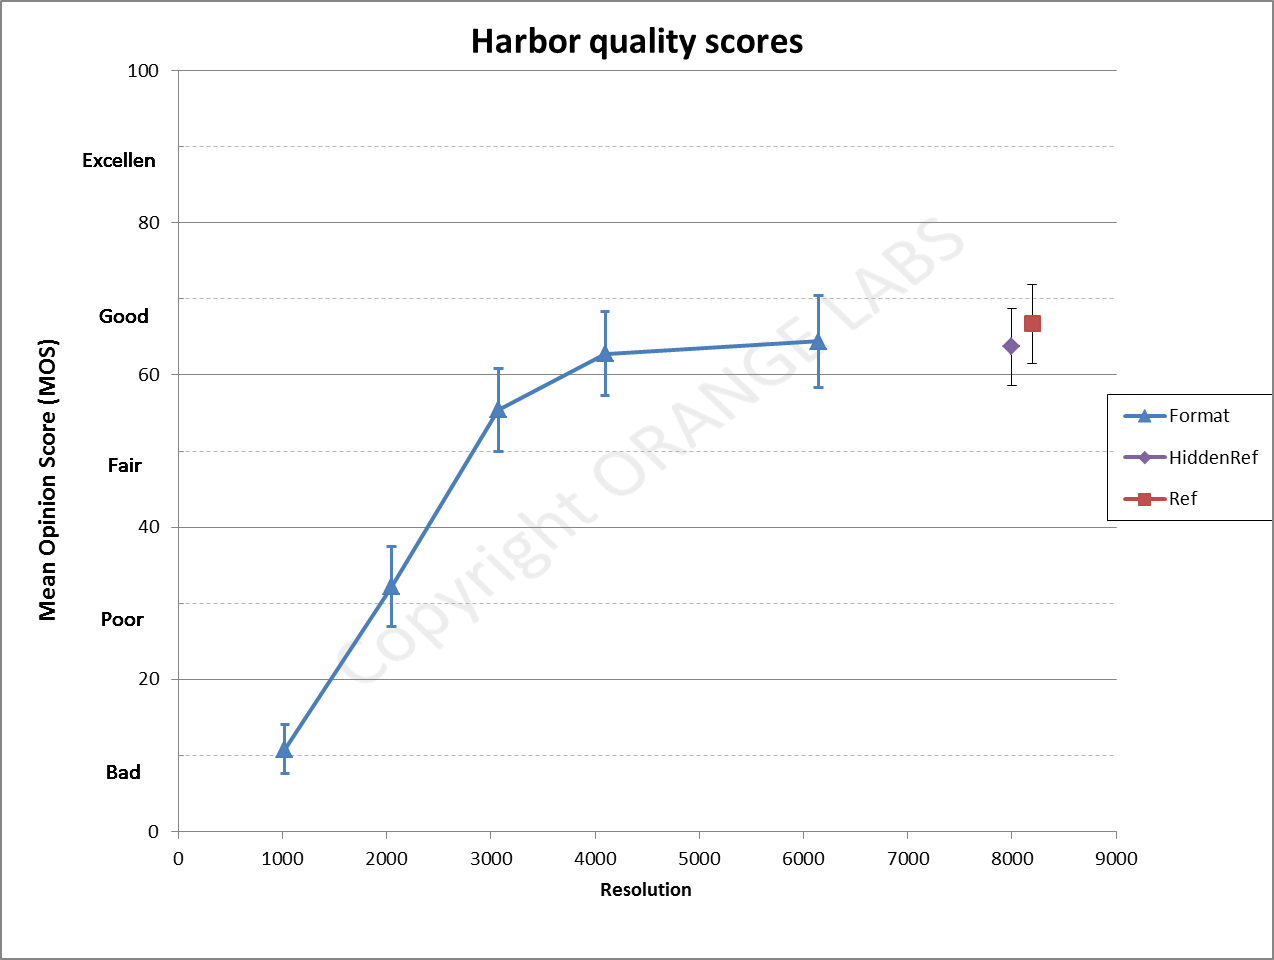 Harbor quality scores
100
Excellen
80
Good
60
Fair
40
Poor
20
Bad
0
Mean Opinion Score (MOS)
0 1000 2000 3000 4000 5000 6000 7000 8000 9000
Resolution
Format
HiddenRef
Ref
Copyright ORANGE LABS